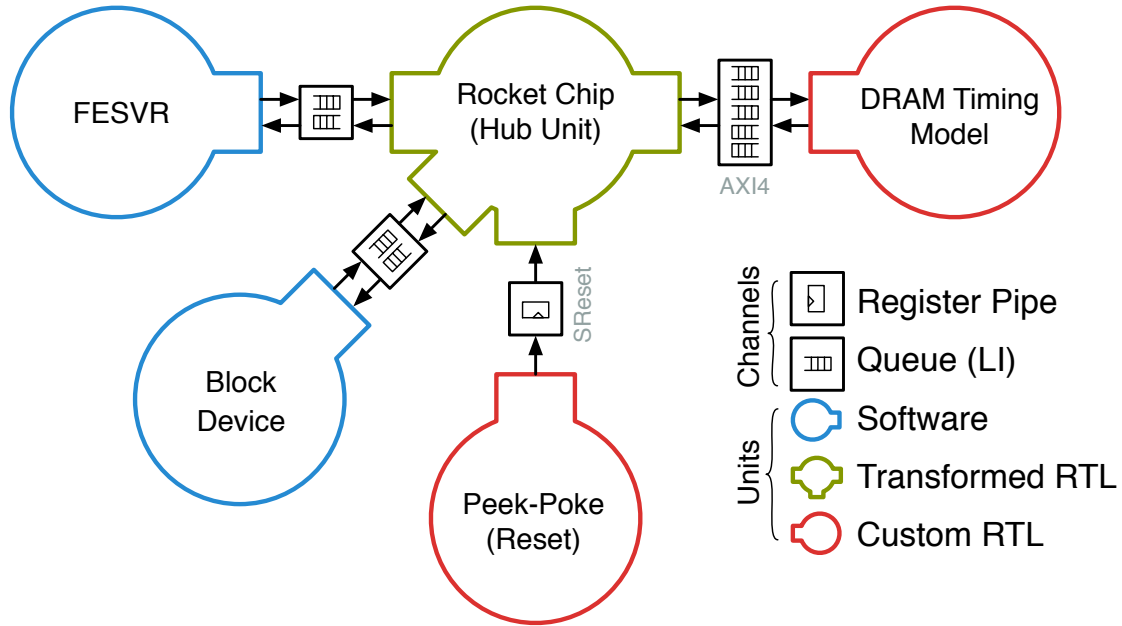 FESVR
Rocket Chip
(Hub Unit)
DRAM Timing
Model
AXI4
SReset
Block
Device
Peek-Poke
(Reset)
Channels
Register Pipe
Queue (LI)
Units
Software
Transformed RTL
Custom RTL